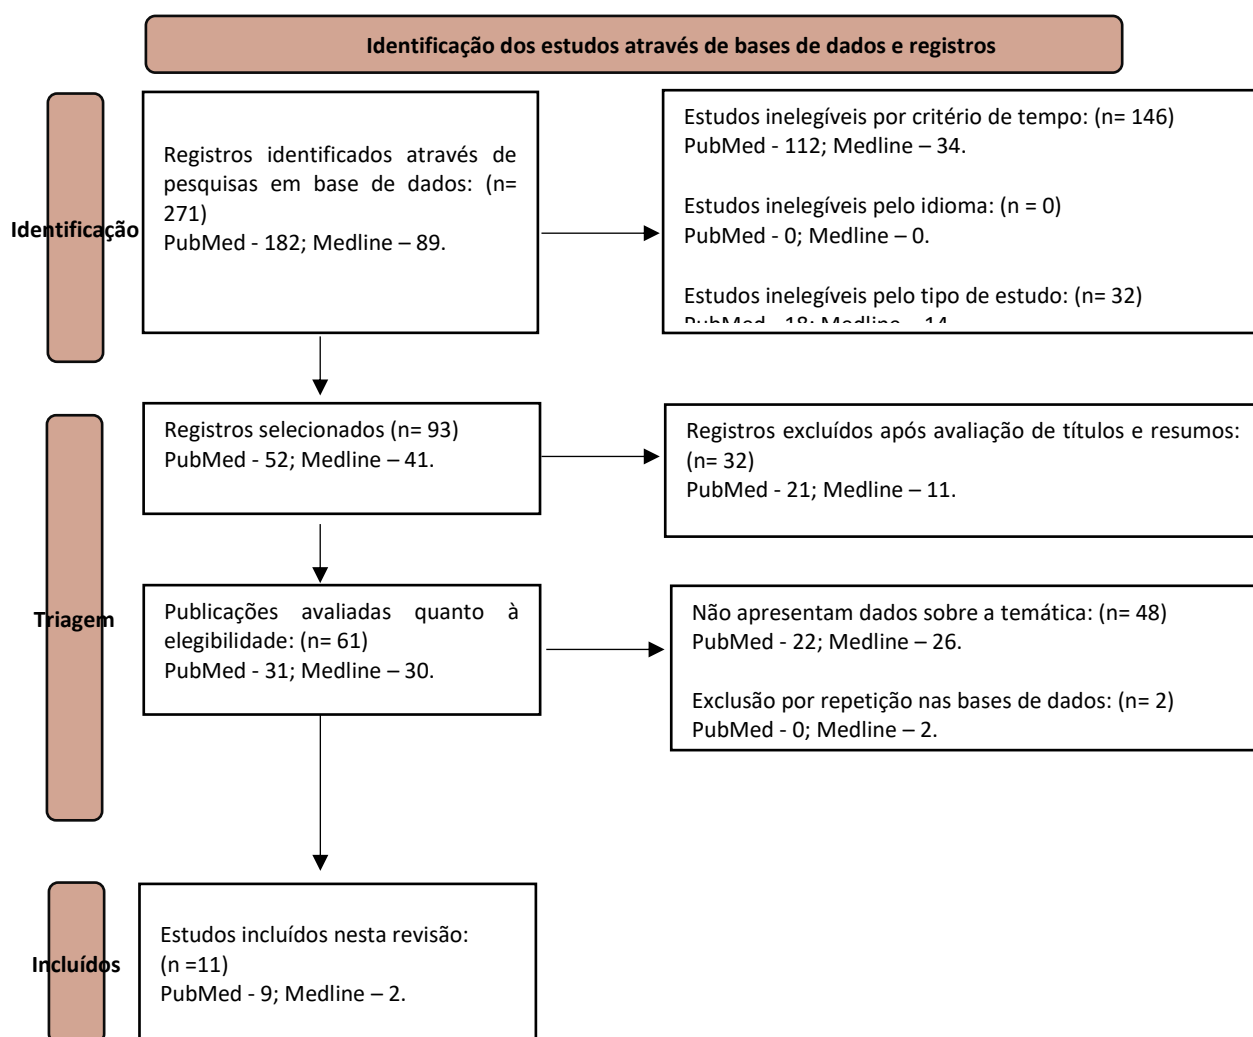 Identificação dos estudos através de bases de dados e registros
Identificação
Registros identificados através de
pesquisas em base de dados: (n=
271)
PubMed - 182; Medline – 89.
Estudos inelegíveis por critério de tempo: (n= 146)
PubMed - 112; Medline – 34.
Estudos inelegíveis pelo idioma: (n = 0)
PubMed - 0; Medline – 0.
Estudos inelegíveis pelo tipo de estudo: (n= 32)
PubMed - 18; Medline – 14
Triagem
Registros selecionados (n= 93)
PubMed - 52; Medline – 41.
Registros excluídos após avaliação de títulos e resumos:
(n= 32)
PubMed - 21; Medline – 11.
Publicações avaliadas quanto à
elegibilidade: (n= 61)
PubMed - 31; Medline – 30.
Não apresentam dados sobre a temática: (n= 48)
PubMed - 22; Medline – 26.
Exclusão por repetição nas bases de dados: (n= 2)
PubMed - 0; Medline – 2.
Incluídos
Estudos incluídos nesta revisão:
(n =11)
PubMed - 9; Medline – 2.